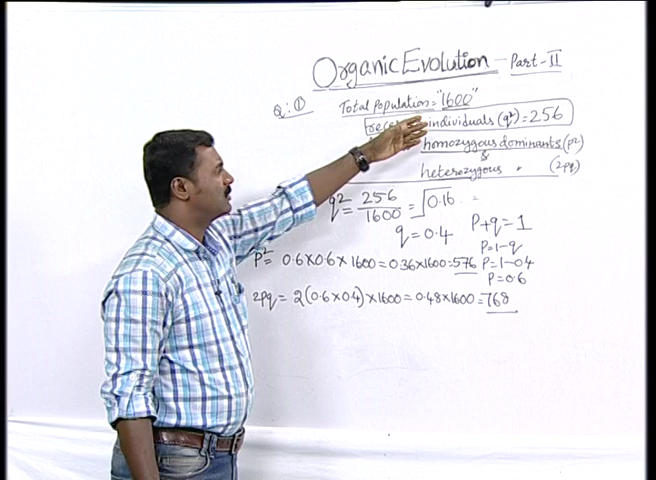 Organic Evolution - Part-II
Q:① Total Population = "1600"
individuals (q²) = 256
homozygous dominants (p²)
&
heterozygous. (2pq)
q² = 256/1600 = √0.16
q = 0.4 P+q=1
P=1-q
P² = 0.6×0.6×1600 = 0.36×1600 = 576 P=1-0.4
P=0.6
2pq = 2(0.6×0.4)×1600 = 0.48×1600 = 768